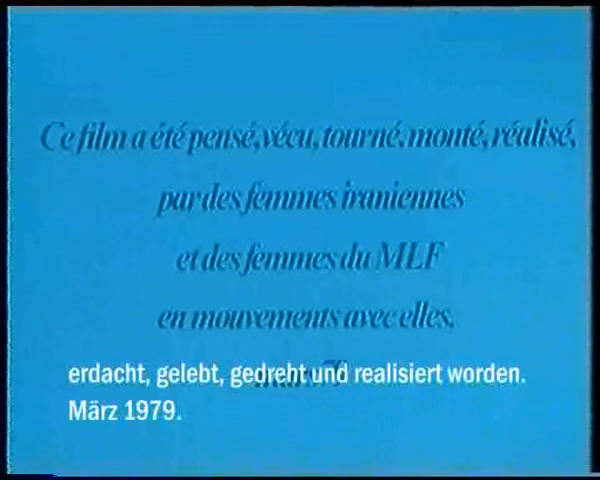 Ce film a été pensé, vécu, tourné, monté, réalisé,
par des femmes iraniennes
et des femmes du MLF
en mouvements avec elles.
erdacht, gelebt, gedreht und realisiert worden.
März 1979.